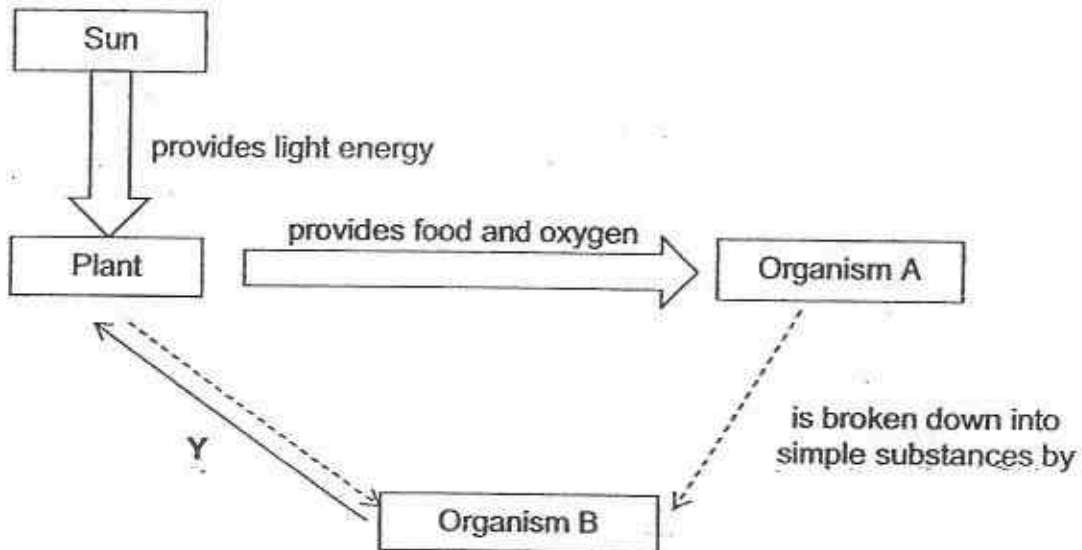 Sun
provides light energy
provides food and oxygen
Plant
Organism A
is broken down into
simple substances by
Y
Organism B